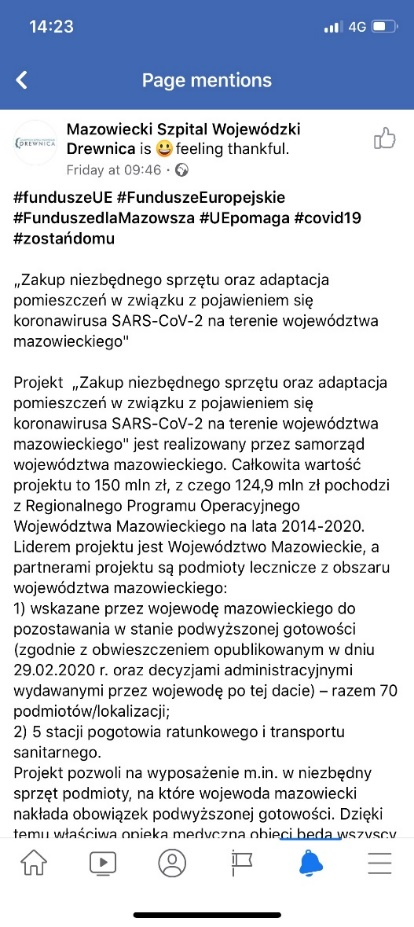 14:23
4G
Page mentions
DREWNICA
Mazowiecki Szpital Wojewódzki
Drewnica is 😀 feeling thankful.
Friday at 09:46 ·
#funduszeUE #FunduszeEuropejskie
#FunduszedlaMazowsza #UEpomaga #covid19
#zostańdomu
„Zakup niezbędnego sprzętu oraz adaptacja
pomieszczeń w związku z pojawieniem się
koronawirusa SARS-CoV-2 na terenie województwa
mazowieckiego"
Projekt „Zakup niezbędnego sprzętu oraz adaptacja
pomieszczeń w związku z pojawieniem się
koronawirusa SARS-CoV-2 na terenie województwa
mazowieckiego" jest realizowany przez samorząd
województwa mazowieckiego. Całkowita wartość
projektu to 150 mln zł, z czego 124,9 mln zł pochodzi
z Regionalnego Programu Operacyjnego
Województwa Mazowieckiego na lata 2014-2020.
Liderem projektu jest Województwo Mazowieckie, a
partnerami projektu są podmioty lecznicze z obszaru
województwa mazowieckiego:
1) wskazane przez wojewodę mazowieckiego do
pozostawania w stanie podwyższonej gotowości
(zgodnie z obwieszczeniem opublikowanym w dniu
29.02.2020 r. oraz decyzjami administracyjnymi
wydawanymi przez wojewodę po tej dacie) – razem 70
podmiotów/lokalizacji;
2) 5 stacji pogotowia ratunkowego i transportu
sanitarnego.
Projekt pozwoli na wyposażenie m.in. w niezbędny
sprzęt podmioty, na które wojewoda mazowiecki
nakłada obowiązek podwyższonej gotowości. Dzięki
temu właściwą opieką medyczną objęci będą wszyscy